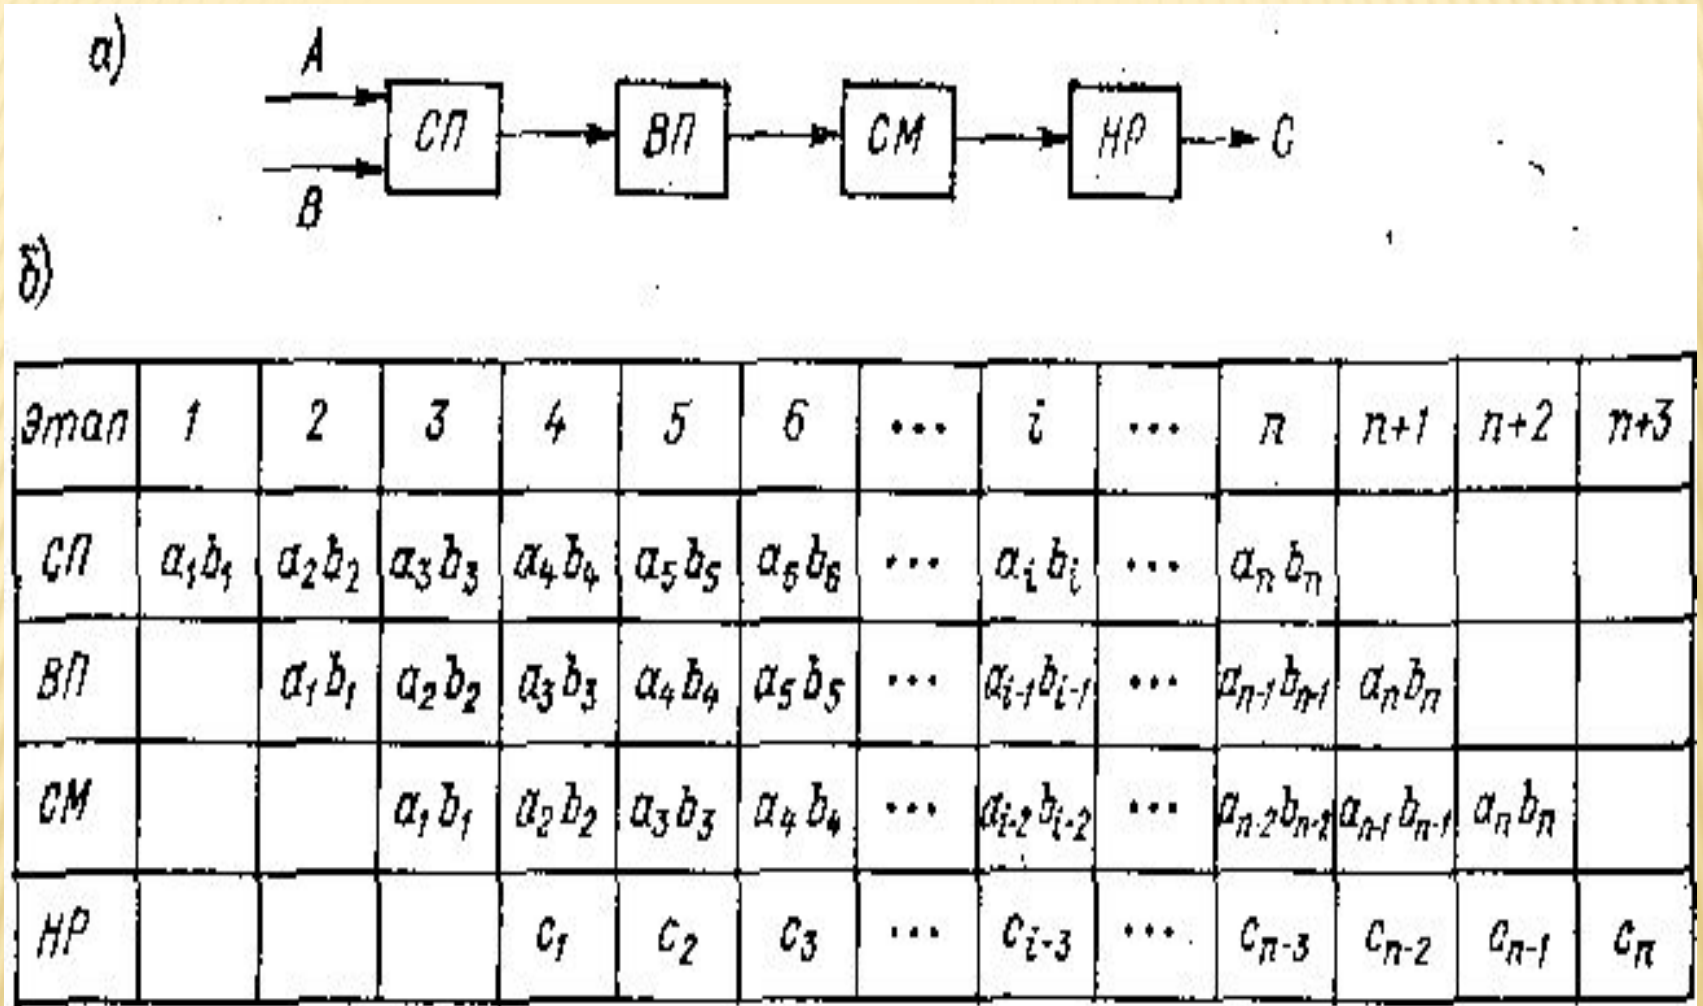 а)
A
B
СП
ВП
СМ
НР
C
б)
Этап 1 2 3 4 5 6 ... i ... n n+1 n+2 n+3
СП a₁b₁ a₂b₂ a₃b₃ a₄b₄ a₅b₅ a₆b₆ ... aᵢbᵢ ... aₙbₙ
ВП a₁b₁ a₂b₂ a₃b₃ a₄b₄ a₅b₅ ... aᵢ₋₁bᵢ₋₁ ... aₙ₋₁bₙ₋₁ aₙbₙ
СМ a₁b₁ a₂b₂ a₃b₃ a₄b₄ ... aᵢ₋₂bᵢ₋₂ ... aₙ₋₂bₙ₋₂ aₙ₋₁bₙ₋₁ aₙbₙ
НР c₁ c₂ c₃ ... cᵢ₋₃ ... cₙ₋₃ cₙ₋₂ cₙ₋₁ cₙ